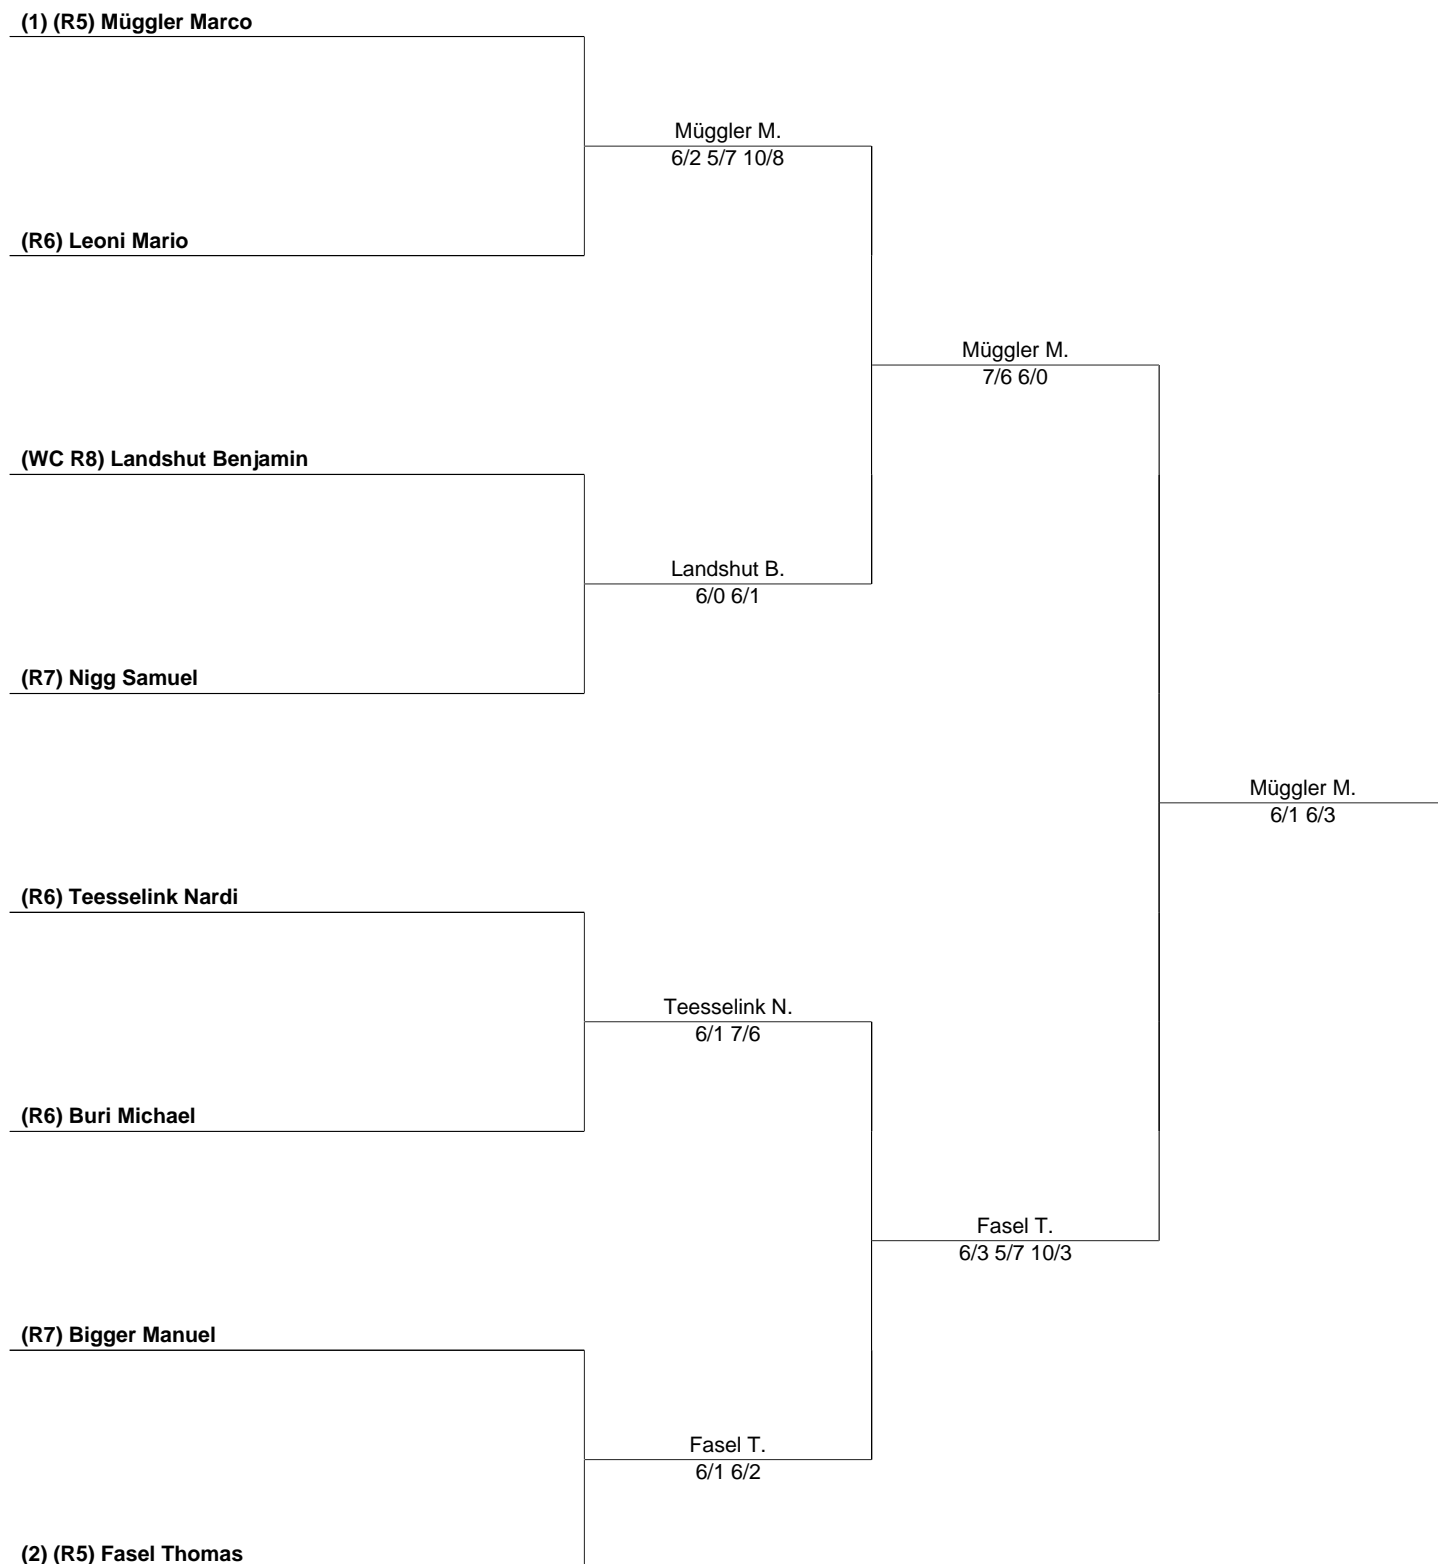 (1) (R5) Müggler Marco
Müggler M.
6/2 5/7 10/8
(R6) Leoni Mario
Müggler M.
7/6 6/0
(WC R8) Landshut Benjamin
Landshut B.
6/0 6/1
(R7) Nigg Samuel
Müggler M.
6/1 6/3
(R6) Teesselink Nardi
Teesselink N.
6/1 7/6
(R6) Buri Michael
Fasel T.
6/3 5/7 10/3
(R7) Bigger Manuel
Fasel T.
6/1 6/2
(2) (R5) Fasel Thomas